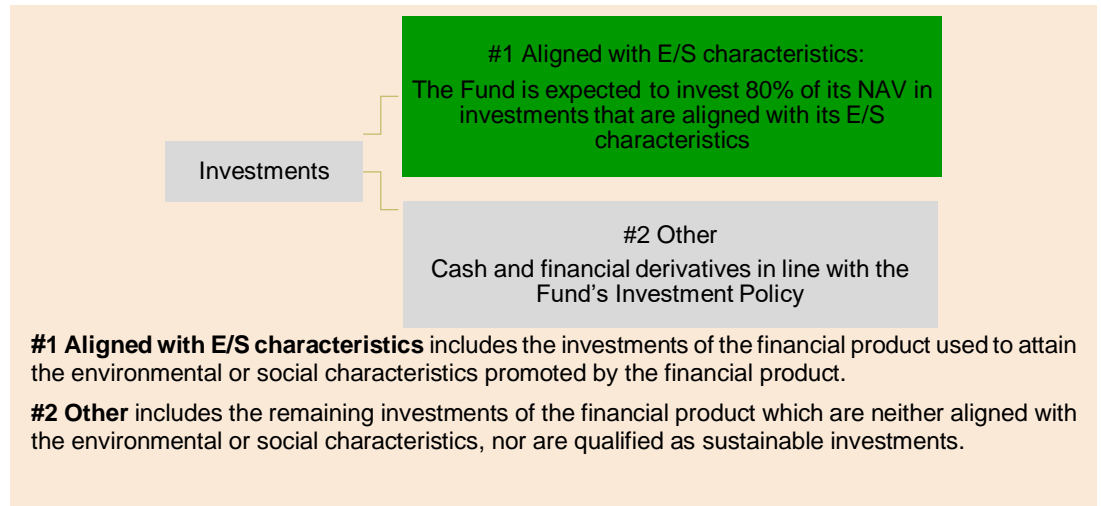 #1 Aligned with E/S characteristics:
The Fund is expected to invest 80% of its NAV in
investments that are aligned with its E/S
characteristics
Investments
#2 Other
Cash and financial derivatives in line with the
Fund's Investment Policy
#1 Aligned with E/S characteristics includes the investments of the financial product used to attain
the environmental or social characteristics promoted by the financial product.
#2 Other includes the remaining investments of the financial product which are neither aligned with
the environmental or social characteristics, nor are qualified as sustainable investments.